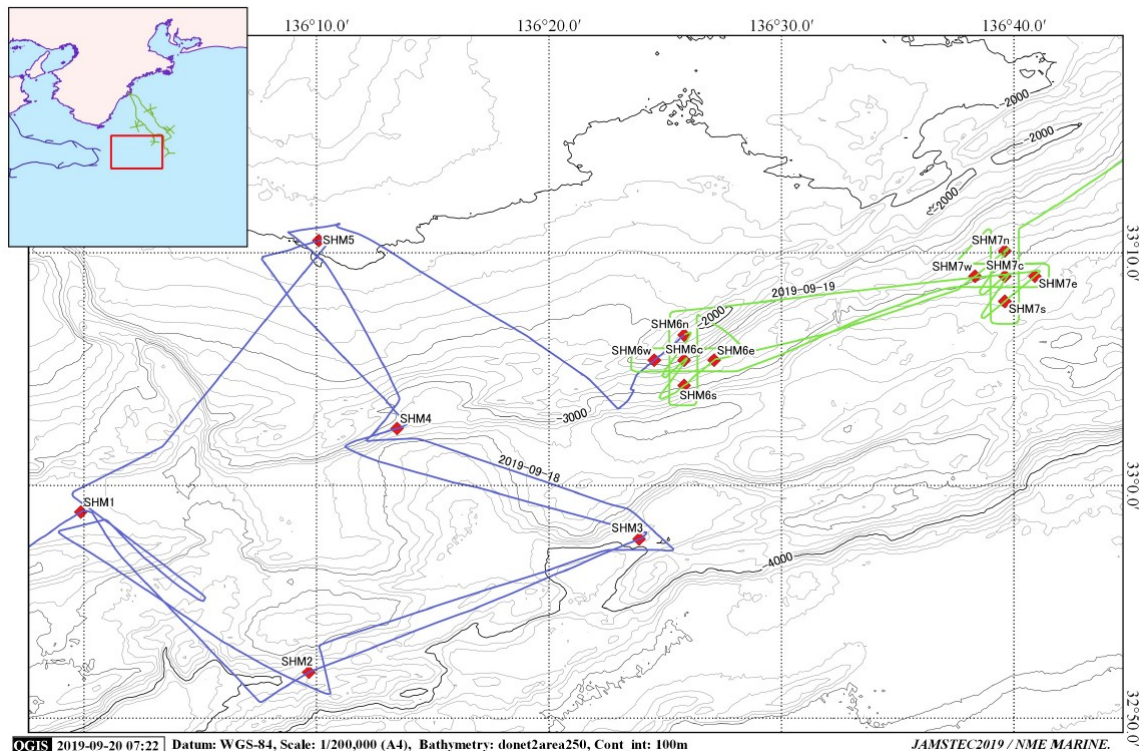 136°10.0' 136°20.0' 136°30.0' 136°40.0'
-2000
-2000
-2000
33°10.0'
SHM5
SHM7n
SHM7w SHM7c
SHM7e
2019-09-19
SHM7s
-2000
SHM6n
SHM6w SHM6c SHM6e
SHM6s
-3000
SHM4
2019-09-18
33°0.0'
SHM1
SHM3
-4000
SHM2
32°50.0'
QGIS 2019-09-20 07:22 Datum: WGS-84, Scale: 1/200,000 (A4), Bathymetry: donet2area250, Cont_int: 100m JAMSTEC2019 / NME MARINE.